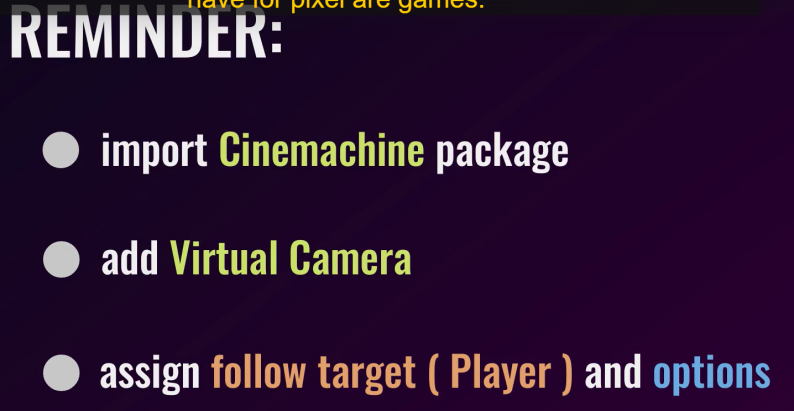 have for pixel are games.
REMINDER:
import Cinemachine package
add Virtual Camera
assign follow target ( Player ) and options